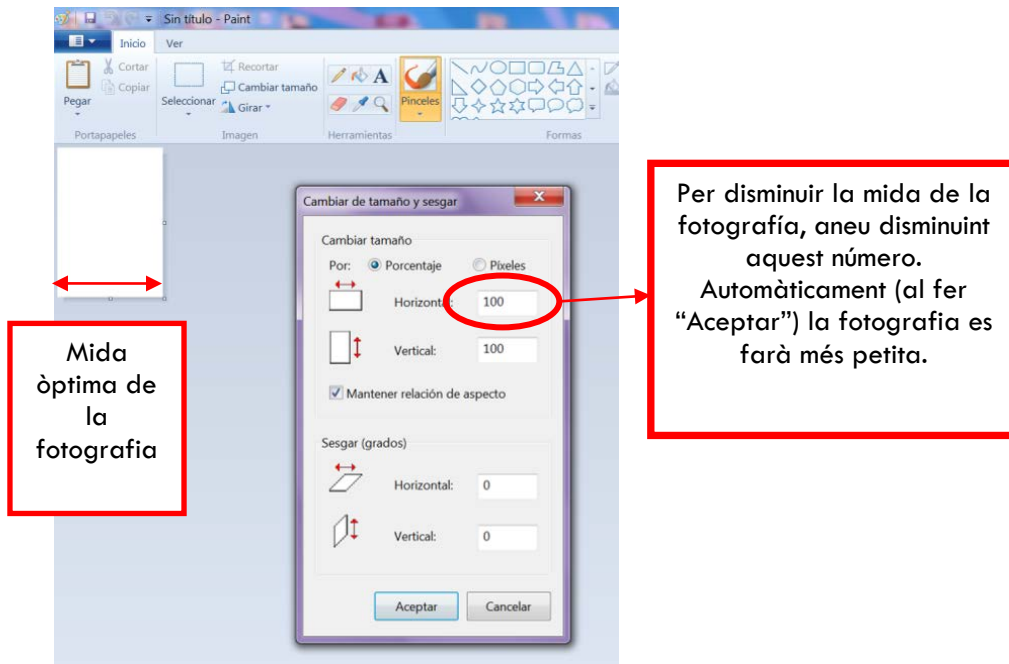 Sin título - Paint
Inicio Ver
Pegar
Cortar
Copiar
Portapapeles
Seleccionar
Recortar
Cambiar tamaño
Girar
Imagen
A
Herramientas
Pinceles
Formas
Cambiar de tamaño y sesgar
Cambiar tamaño
Por: Porcentaje Píxeles
Horizontal: 100
Vertical: 100
Mantener relación de aspecto
Sesgar (grados)
Horizontal: 0
Vertical: 0
Aceptar Cancelar
Mida
òptima de
la
fotografia
Per disminuir la mida de la
fotografía, aneu disminuint
aquest número.
Automàticament (al fer
“Aceptar”) la fotografia es
farà més petita.